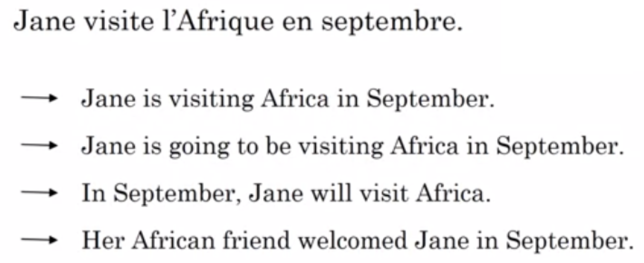 Jane visite l’Afrique en septembre.
→ Jane is visiting Africa in September.
→ Jane is going to be visiting Africa in September.
→ In September, Jane will visit Africa.
→ Her African friend welcomed Jane in September.